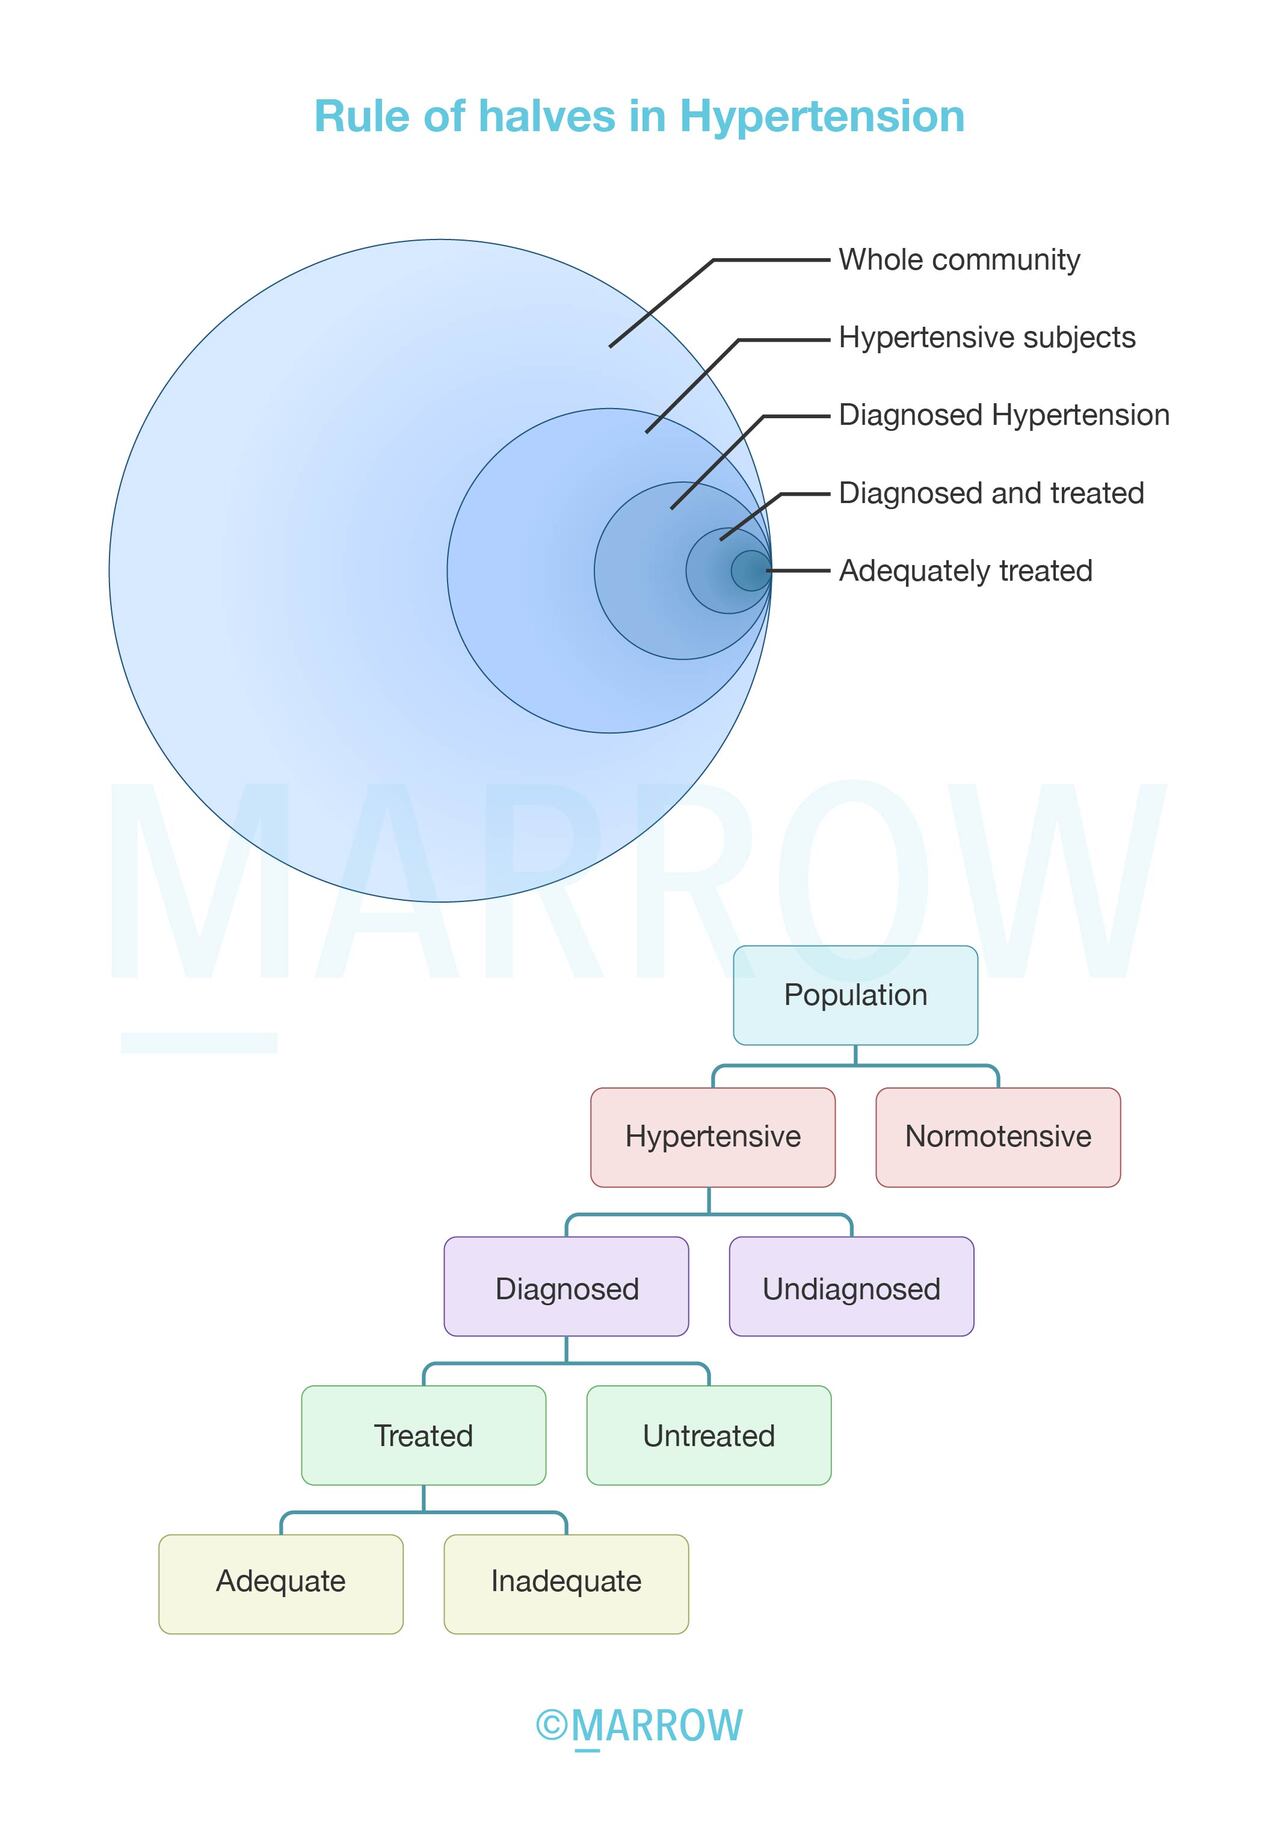 Rule of halves in Hypertension
Whole community
Hypertensive subjects
Diagnosed Hypertension
Diagnosed and treated
Adequately treated
MARROW
Population
Hypertensive
Normotensive
Diagnosed
Undiagnosed
Treated
Untreated
Adequate
Inadequate
©MARROW